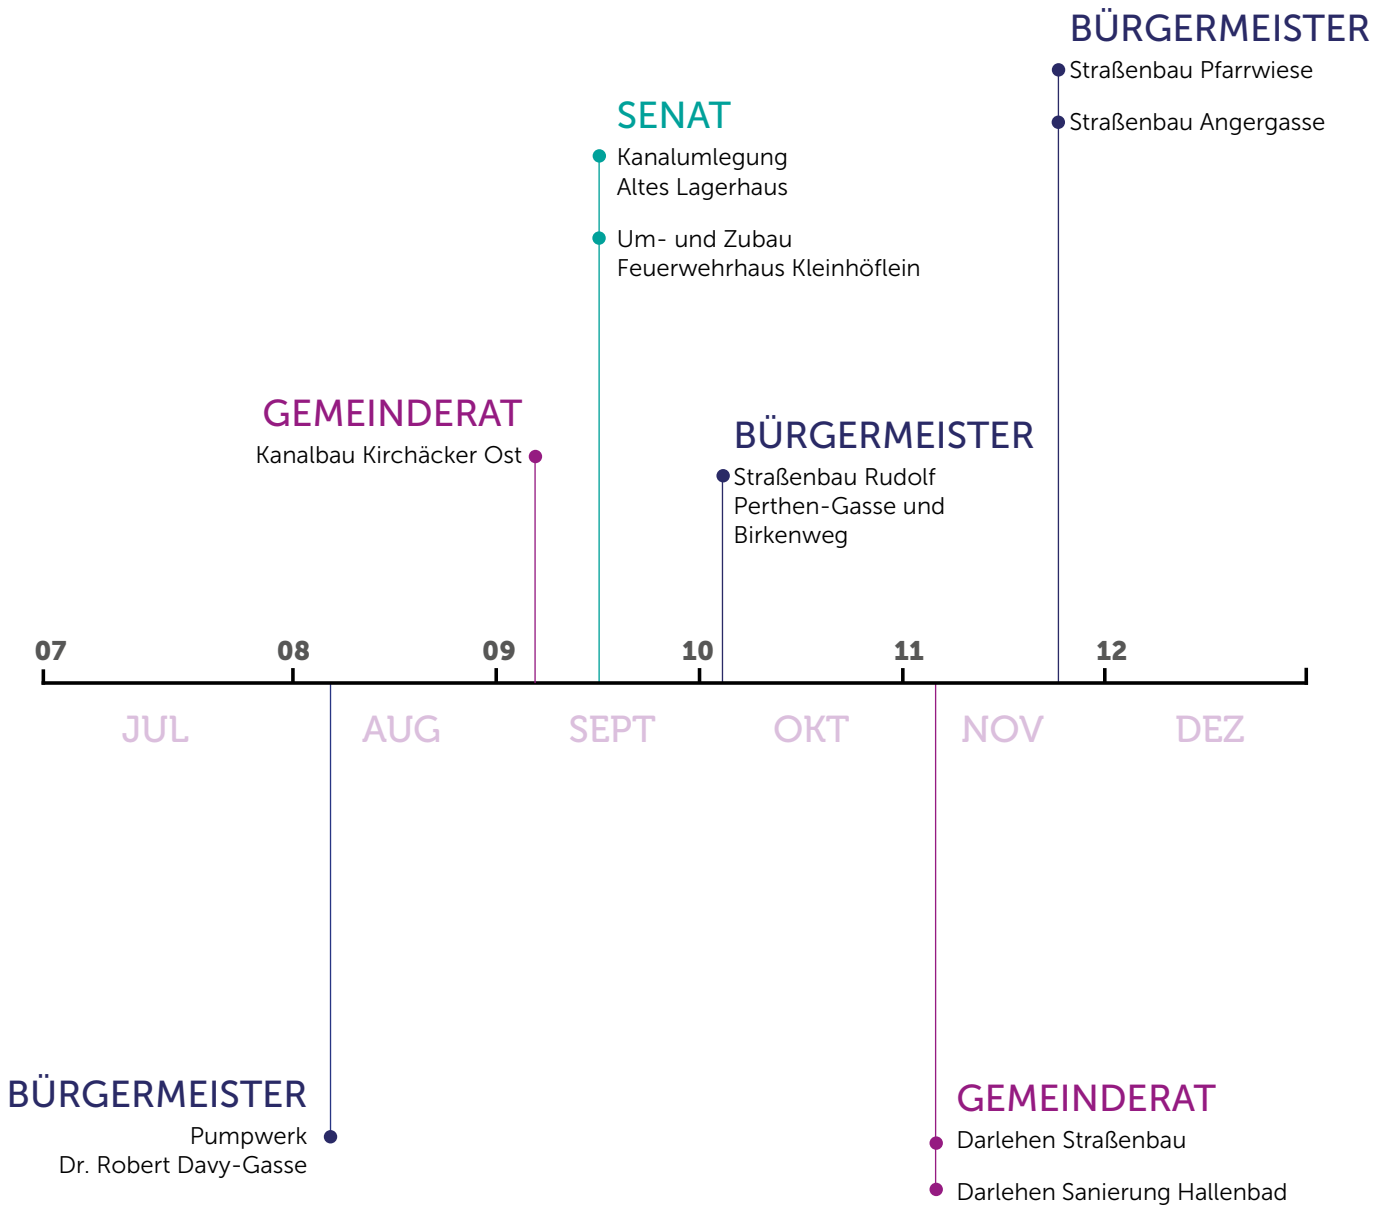 BÜRGERMEISTER
Straßenbau Pfarrwiese
Straßenbau Angergasse
SENAT
Kanalumlegung
Altes Lagerhaus
Um- und Zubau
Feuerwehrhaus Kleinhöflein
GEMEINDERAT
Kanalbau Kirchäcker Ost
BÜRGERMEISTER
Straßenbau Rudolf
Perthen-Gasse und
Birkenweg
07 08 09 10 11 12
JUL AUG SEPT OKT NOV DEZ
BÜRGERMEISTER
Pumpwerk
Dr. Robert Davy-Gasse
GEMEINDERAT
Darlehen Straßenbau
Darlehen Sanierung Hallenbad